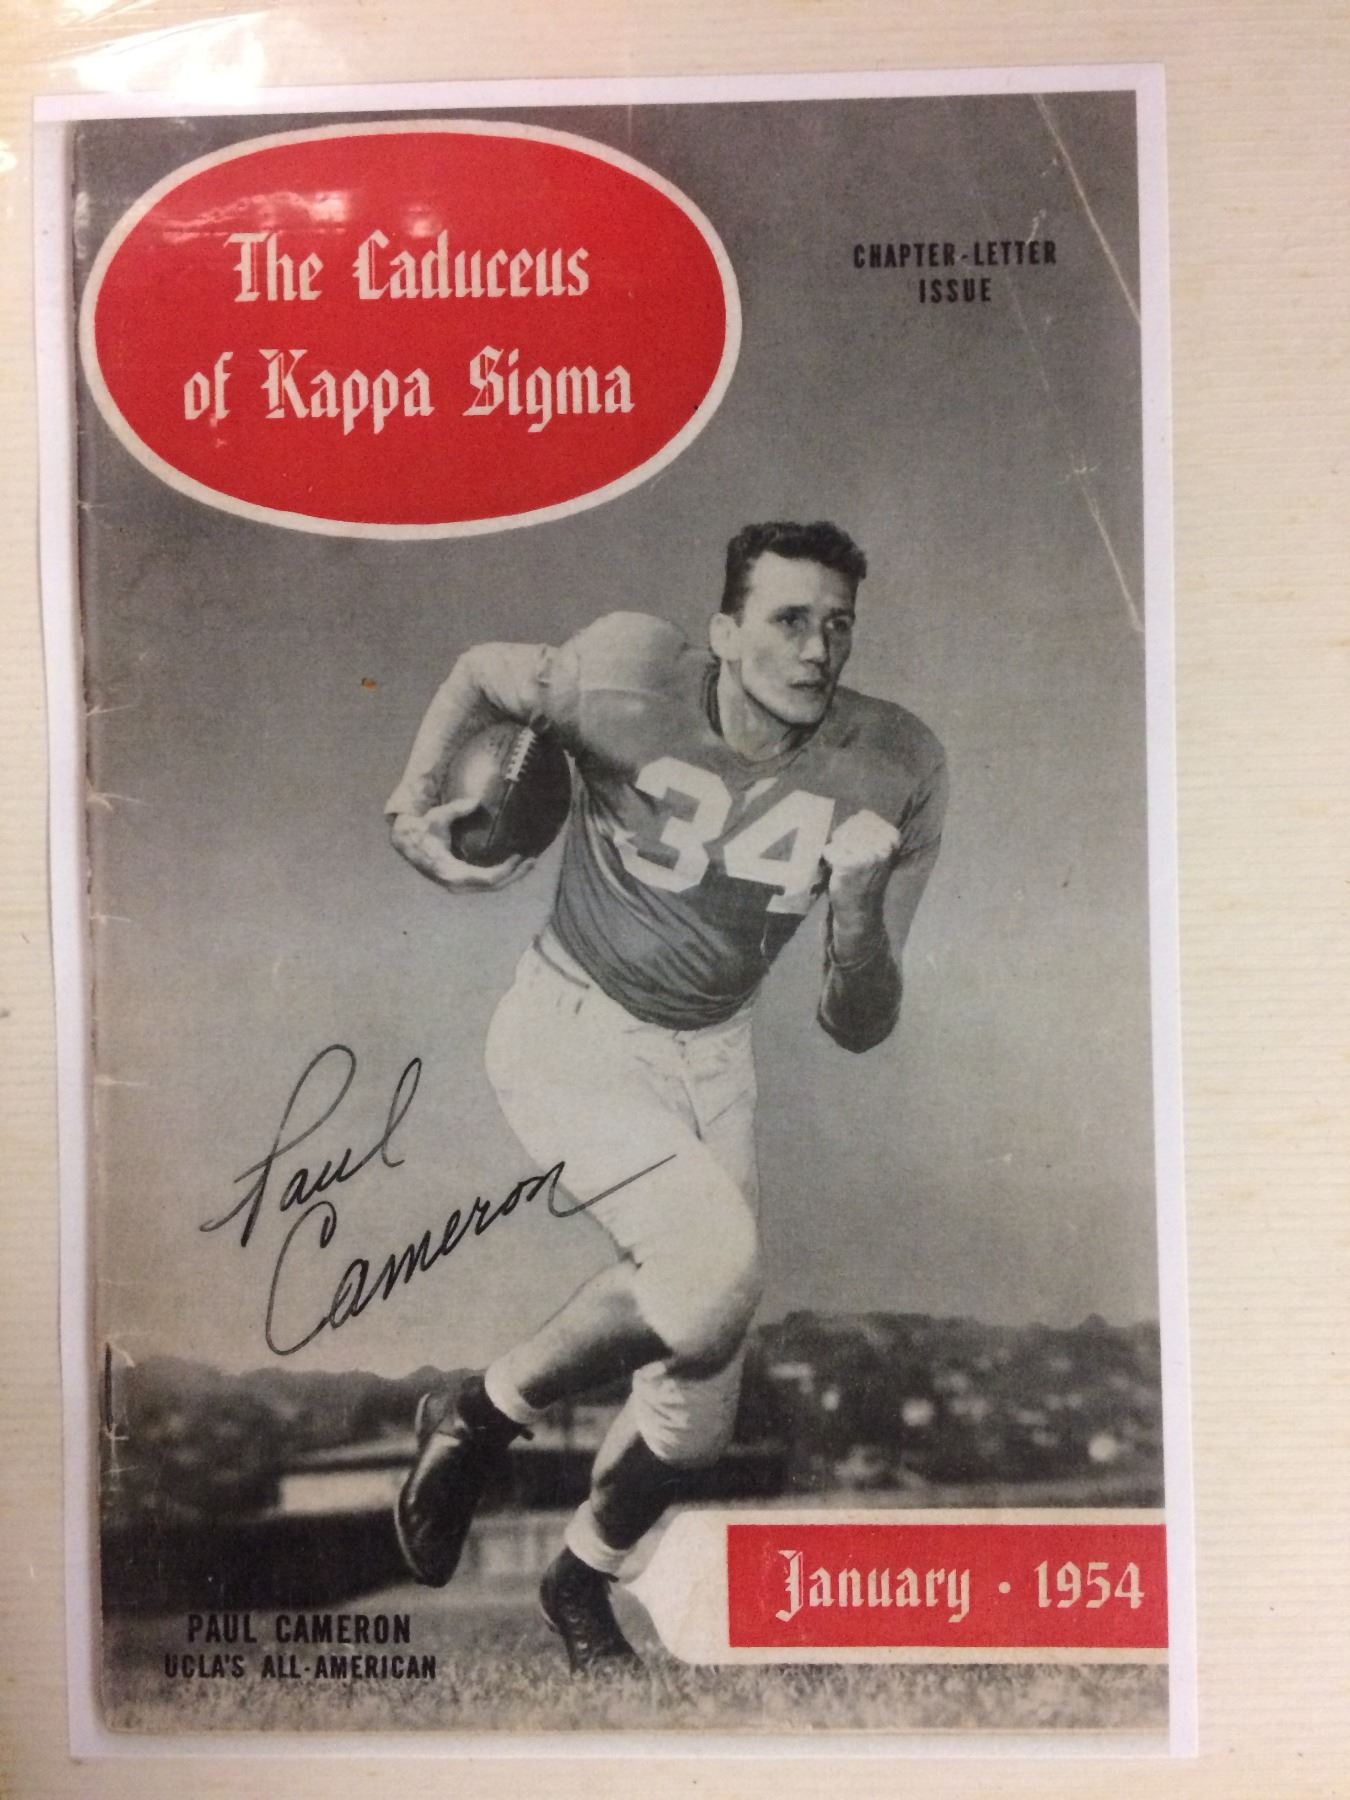 The Caduceus
of Kappa Sigma
CHAPTER-LETTER
ISSUE
34
Paul
Cameron
January · 1954
PAUL CAMERON
UCLA'S ALL-AMERICAN